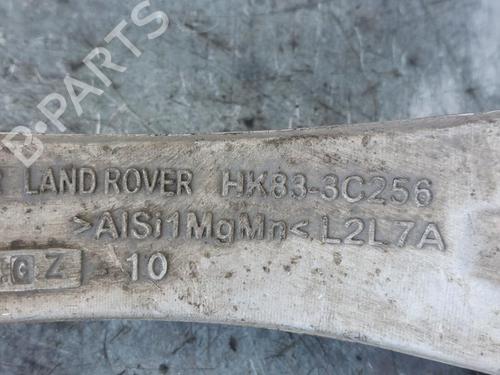 B-PARTS
R LAND ROVER HK83-3C256
>AlSi1MgMn< L2L7A
G Z 10